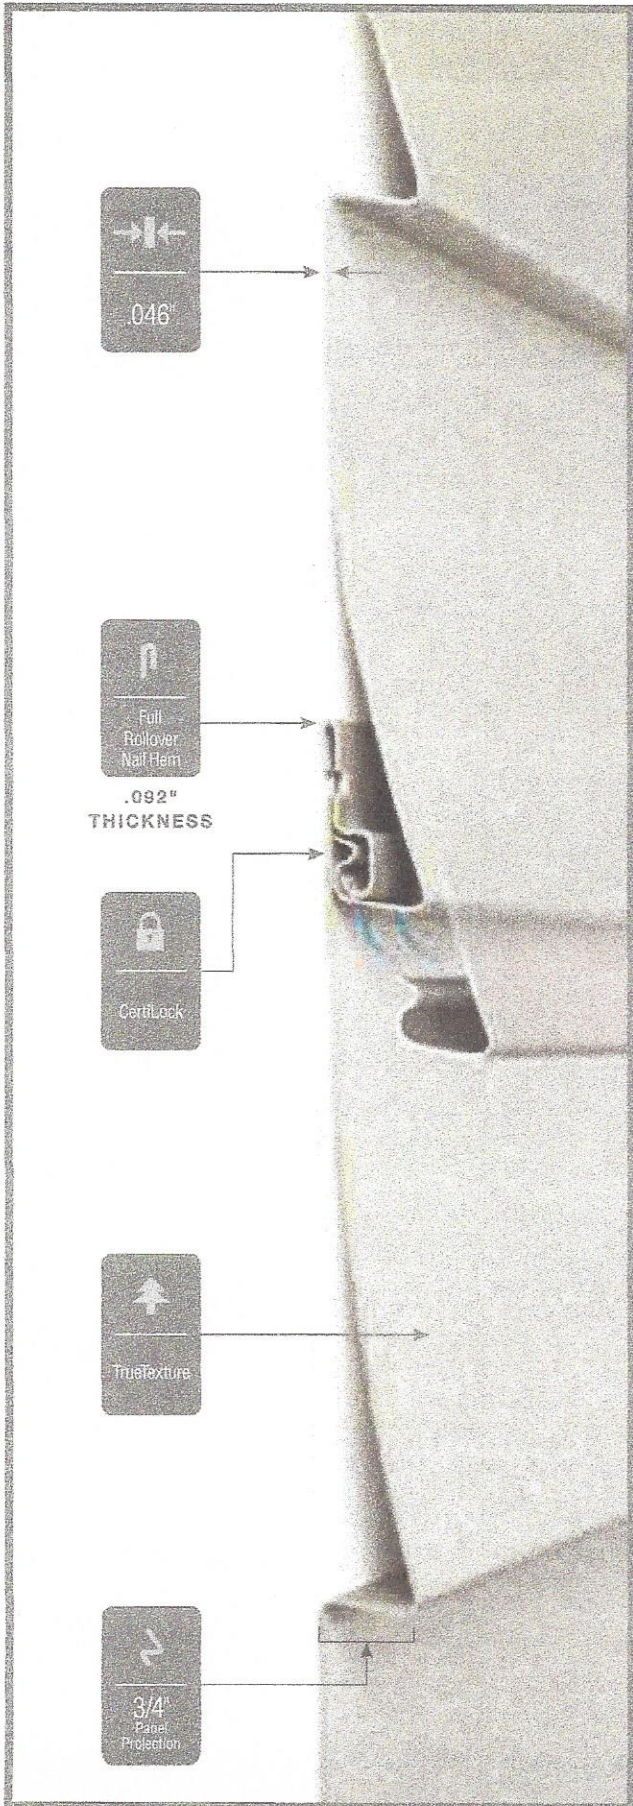 .046"
Full
Rollover
Nail Hem
.092"
THICKNESS
CertiLock
TrueTexture
3/4"
Panel
Projection